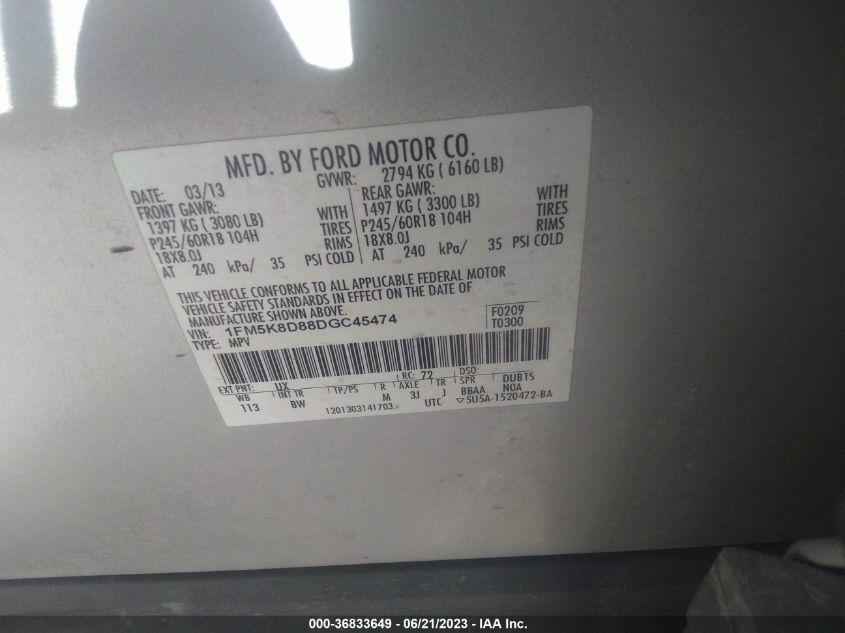 MFD. BY FORD MOTOR CO.
DATE: 03/13 GVWR: 2794 KG ( 6160 LB)
FRONT GAWR: REAR GAWR:
1397 KG ( 3080 LB) WITH 1497 KG ( 3300 LB) WITH
P245/60R18 104H TIRES P245/60R18 104H TIRES
18X8.0J RIMS 18X8.0J RIMS
AT 240 kPa/ 35 PSI COLD AT 240 kPa/ 35 PSI COLD
THIS VEHICLE CONFORMS TO ALL APPLICABLE FEDERAL MOTOR
VEHICLE SAFETY STANDARDS IN EFFECT ON THE DATE OF
MANUFACTURE SHOWN ABOVE.
VIN: 1FM5K8D88DGC45474 F0209
TYPE: MPV T0300
EXT PNT: UX RC: 72 DSO:
WB INT TR TP/PS R AXLE TR SPR DUB1S
113 BW M 3J J BBAA NOA
1201303141703 UTC ▽5U5A-1520472-BA
000-36833649 - 06/21/2023 - IAA Inc.